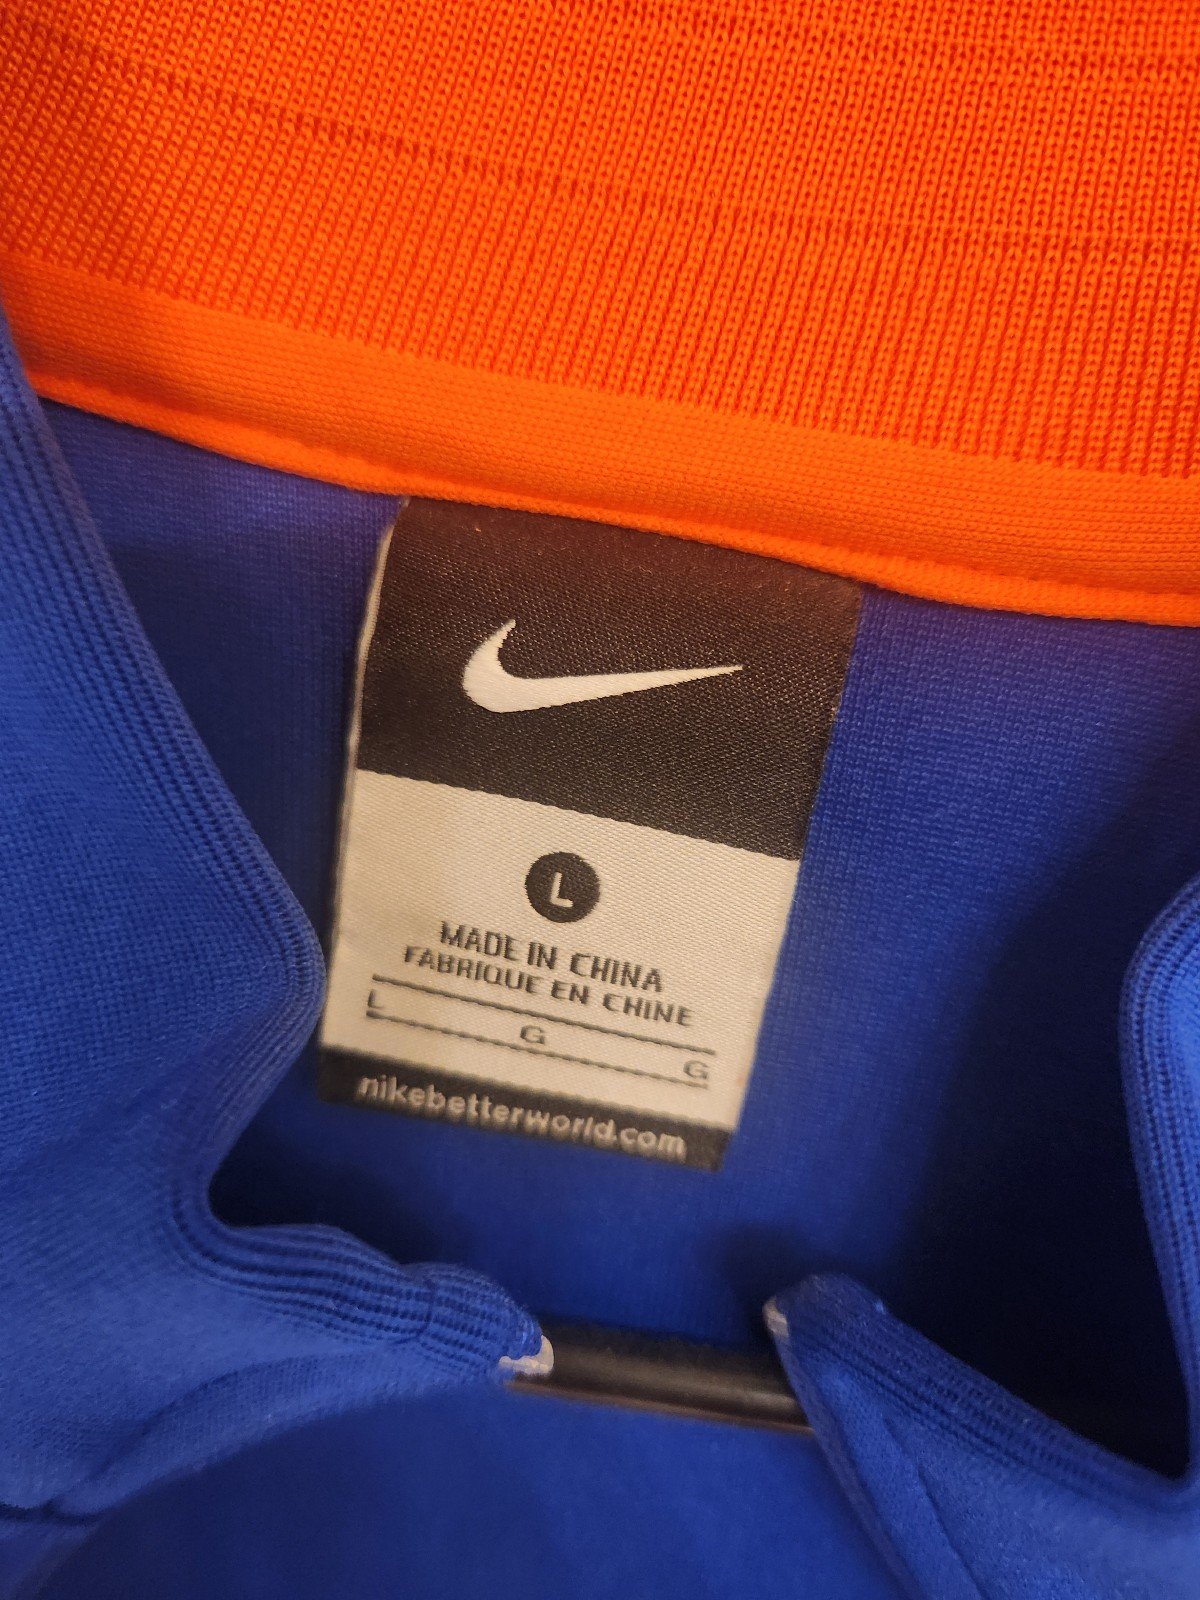 L
MADE IN CHINA
FABRIQUE EN CHINE
L G G
nikebetterworld.com